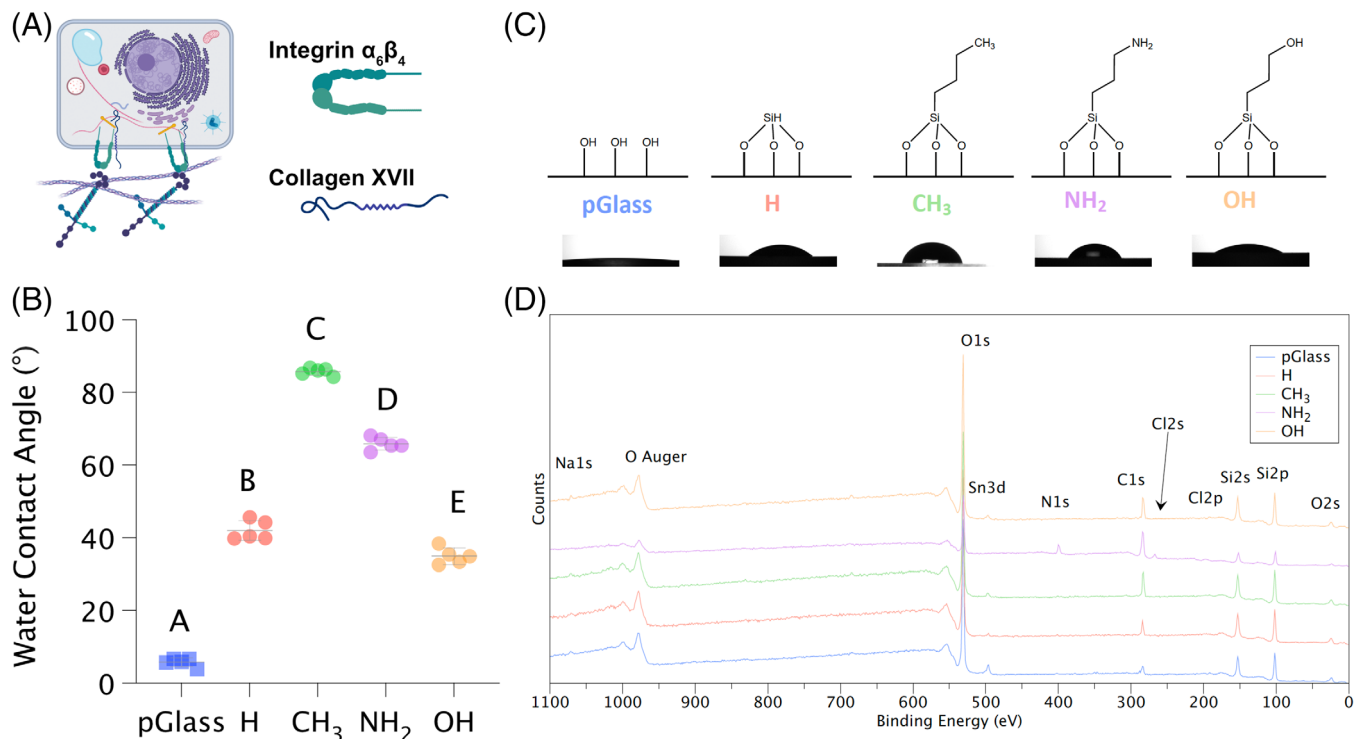 (A)
Integrin α₆β₄
Collagen XVII
(B)
Water Contact Angle (°)
100
80
60
40
20
0
A
B
C
D
E
pGlass H CH₃ NH₂ OH
(C)
OH OH OH
pGlass
SiH
O O O
H
CH₃
Si
O O O
CH₃
NH₂
Si
O O O
NH₂
OH
Si
O O O
OH
(D)
Counts
Na1s
O Auger
O1s
Sn3d
N1s
C1s
Cl2s
Cl2p
Si2s
Si2p
O2s
pGlass
H
CH₃
NH₂
OH
1100 1000 900 800 700 600 500 400 300 200 100 0
Binding Energy (eV)